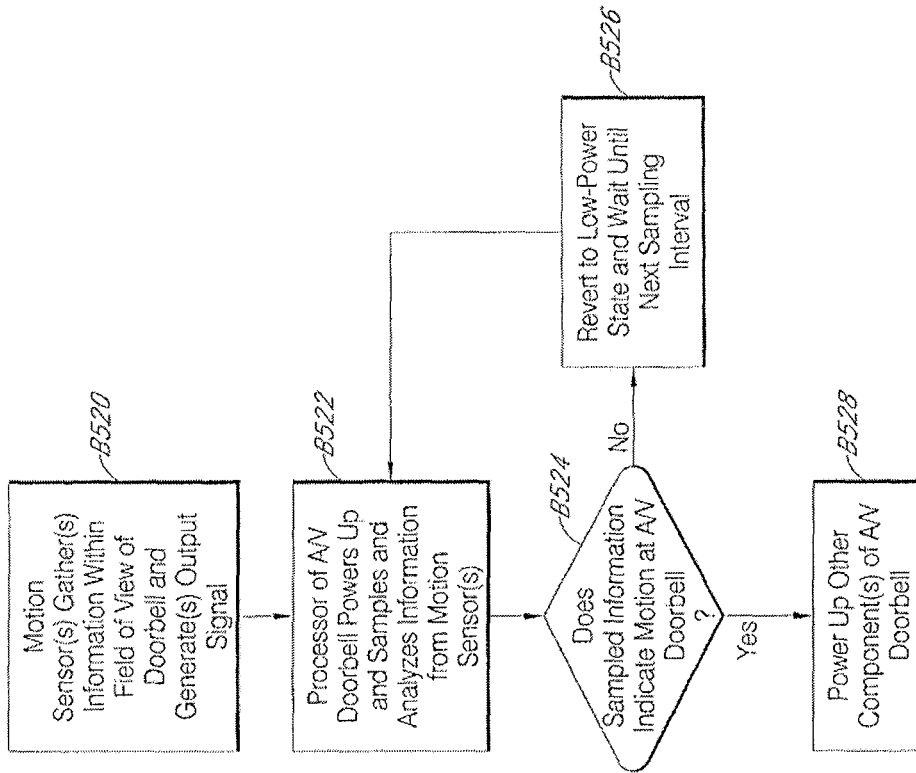 B520
Motion
Sensor(s) Gather(s)
Information Within
Field of View of
Doorbell and
Generate(s) Output
Signal
B522
Processor of A/V
Doorbell Powers Up
and Samples and
Analyzes Information
from Motion
Sensor(s)
B524
Does
Sampled Information
Indicate Motion at A/V
Doorbell
?
No
B526
Revert to Low-Power
State and Wait Until
Next Sampling
Interval
Yes
B528
Power Up Other
Component(s) of A/V
Doorbell